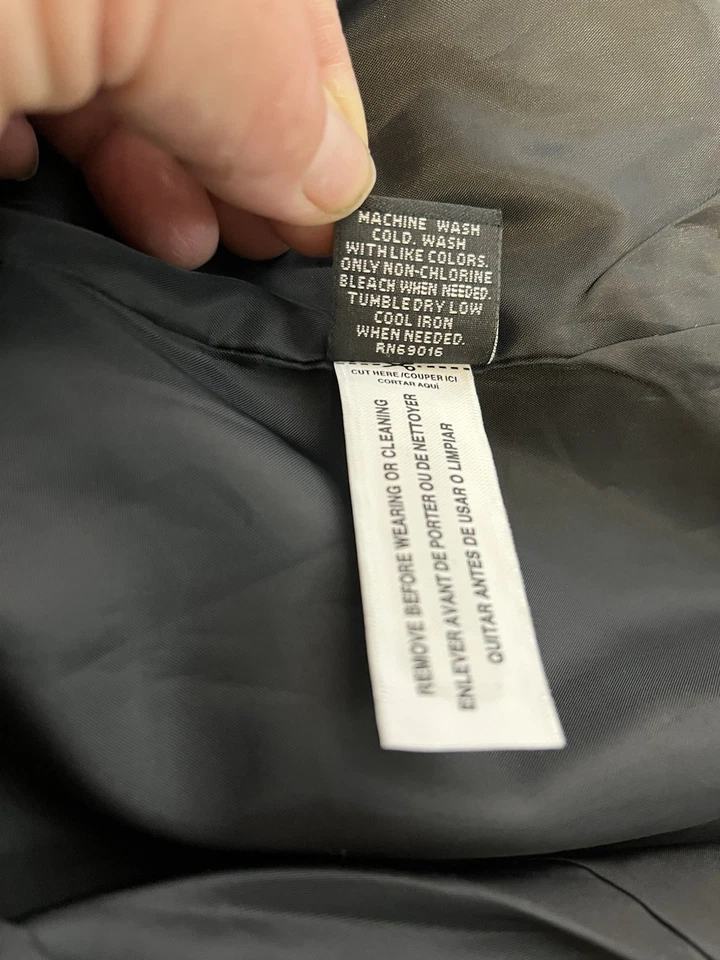 MACHINE WASH
COLD. WASH
WITH LIKE COLORS.
ONLY NON-CHLORINE
BLEACH WHEN NEEDED.
TUMBLE DRY LOW
COOL IRON
WHEN NEEDED.
RN69016
CUT HERE/COUPER ICI
CORTAR AQUÍ
REMOVE BEFORE WEARING OR CLEANING
ENLEVER AVANT DE PORTER OU DE NETTOYER
QUITAR ANTES DE USAR O LIMPIAR